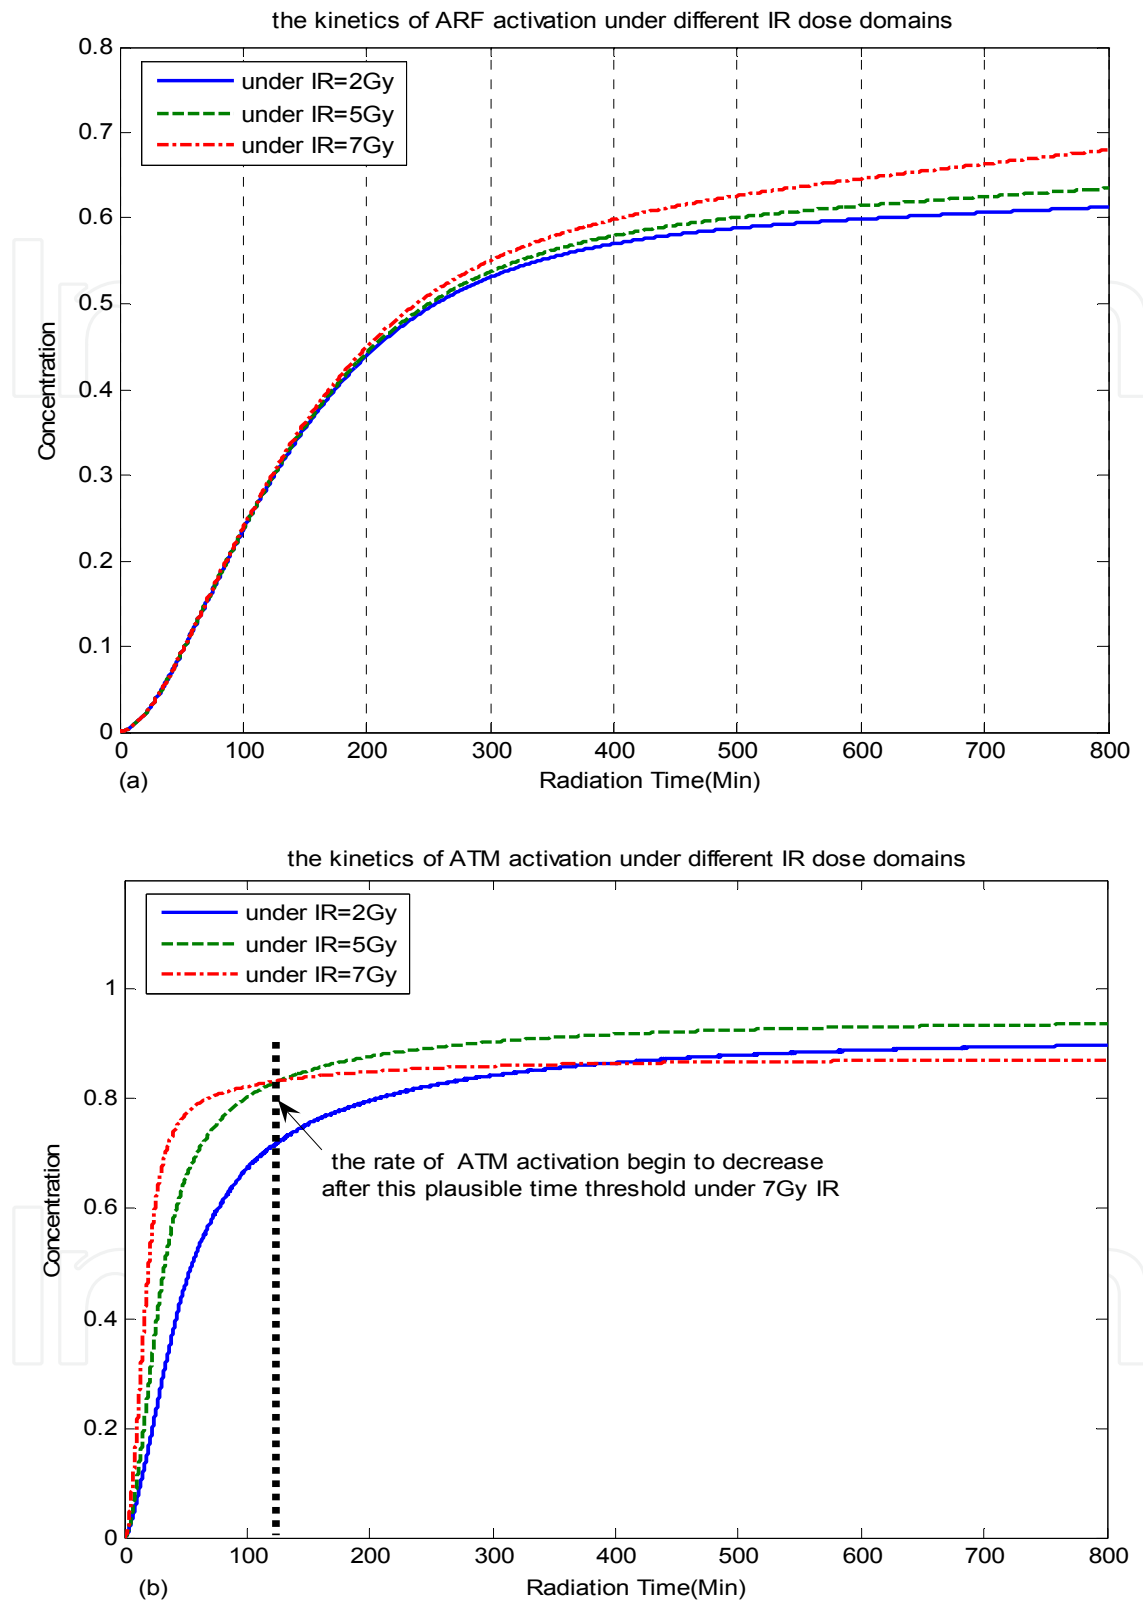 the kinetics of ARF activation under different IR dose domains
0.8
0.7
0.6
0.5
0.4
0.3
0.2
0.1
0
under IR=2Gy
under IR=5Gy
under IR=7Gy
Concentration
0 100 200 300 400 500 600 700 800
Radiation Time(Min)
(a)
the kinetics of ATM activation under different IR dose domains
under IR=2Gy
under IR=5Gy
under IR=7Gy
1
0.8
0.6
0.4
0.2
0
Concentration
the rate of ATM activation begin to decrease
after this plausible time threshold under 7Gy IR
0 100 200 300 400 500 600 700 800
Radiation Time(Min)
(b)